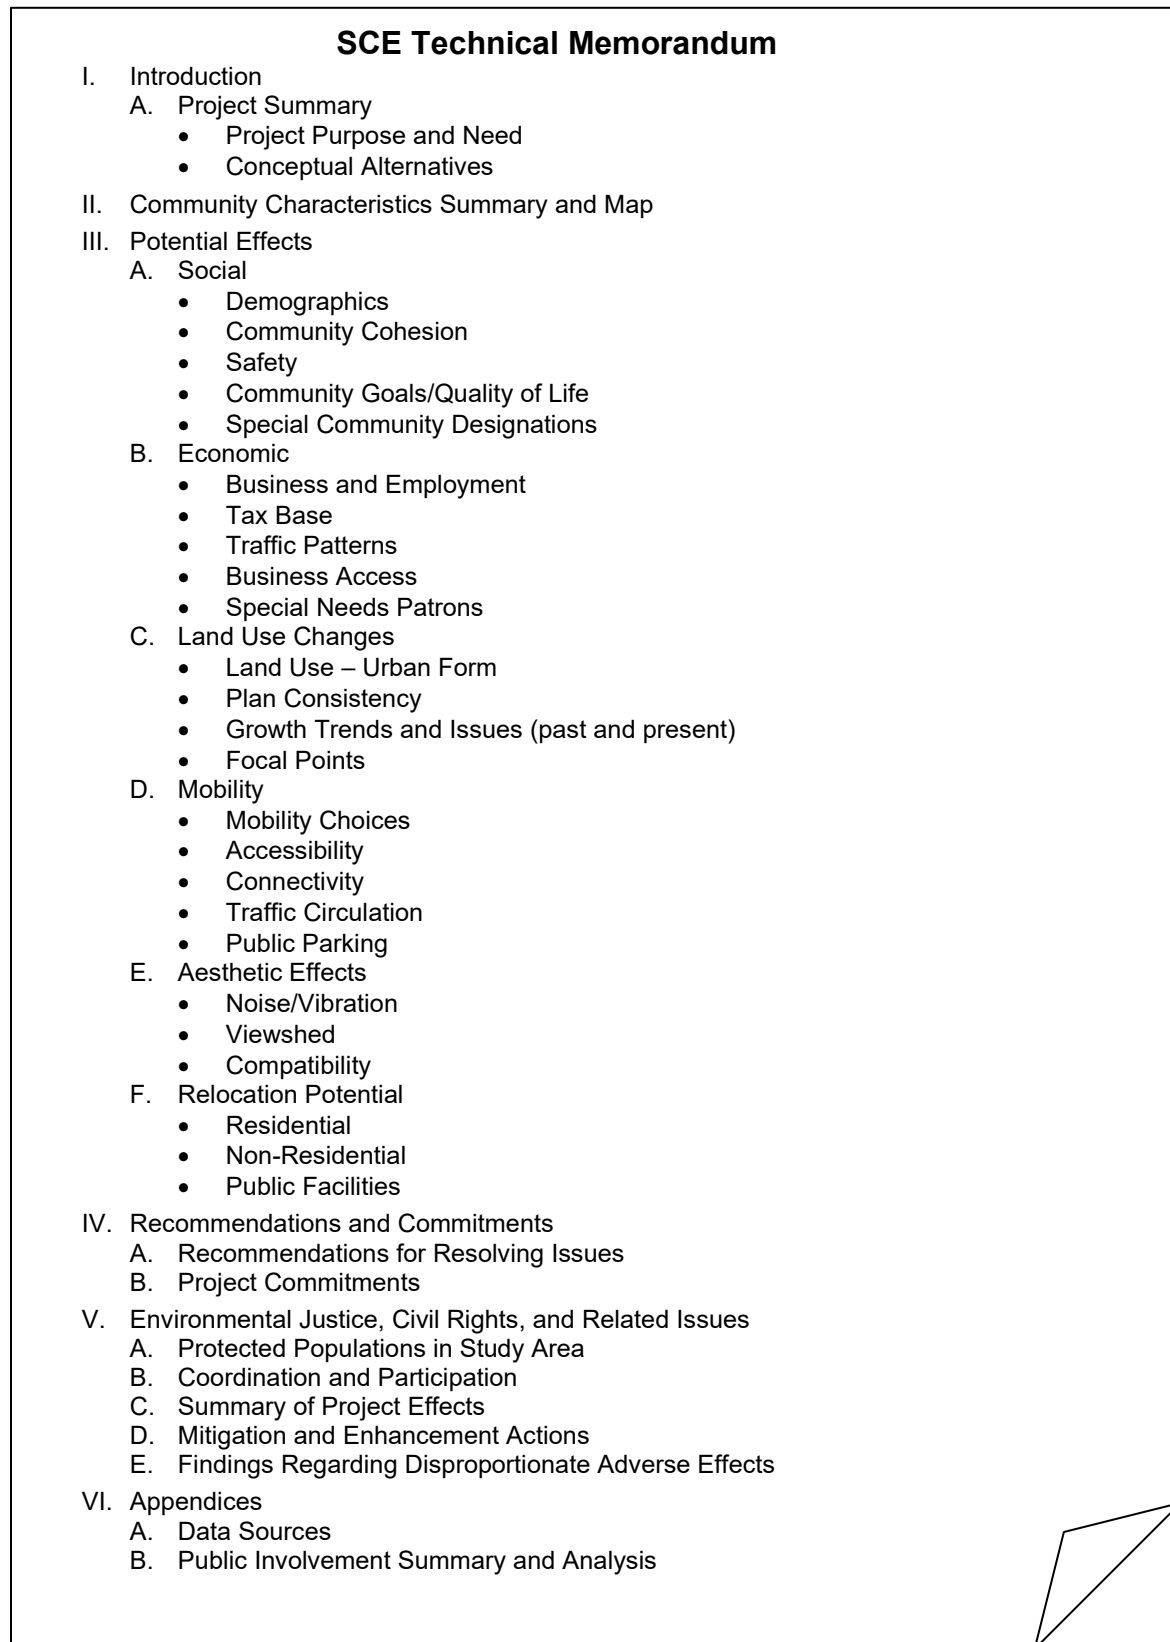 SCE Technical Memorandum
I. Introduction
A. Project Summary
• Project Purpose and Need
• Conceptual Alternatives
II. Community Characteristics Summary and Map
III. Potential Effects
A. Social
• Demographics
• Community Cohesion
• Safety
• Community Goals/Quality of Life
• Special Community Designations
B. Economic
• Business and Employment
• Tax Base
• Traffic Patterns
• Business Access
• Special Needs Patrons
C. Land Use Changes
• Land Use – Urban Form
• Plan Consistency
• Growth Trends and Issues (past and present)
• Focal Points
D. Mobility
• Mobility Choices
• Accessibility
• Connectivity
• Traffic Circulation
• Public Parking
E. Aesthetic Effects
• Noise/Vibration
• Viewshed
• Compatibility
F. Relocation Potential
• Residential
• Non-Residential
• Public Facilities
IV. Recommendations and Commitments
A. Recommendations for Resolving Issues
B. Project Commitments
V. Environmental Justice, Civil Rights, and Related Issues
A. Protected Populations in Study Area
B. Coordination and Participation
C. Summary of Project Effects
D. Mitigation and Enhancement Actions
E. Findings Regarding Disproportionate Adverse Effects
VI. Appendices
A. Data Sources
B. Public Involvement Summary and Analysis